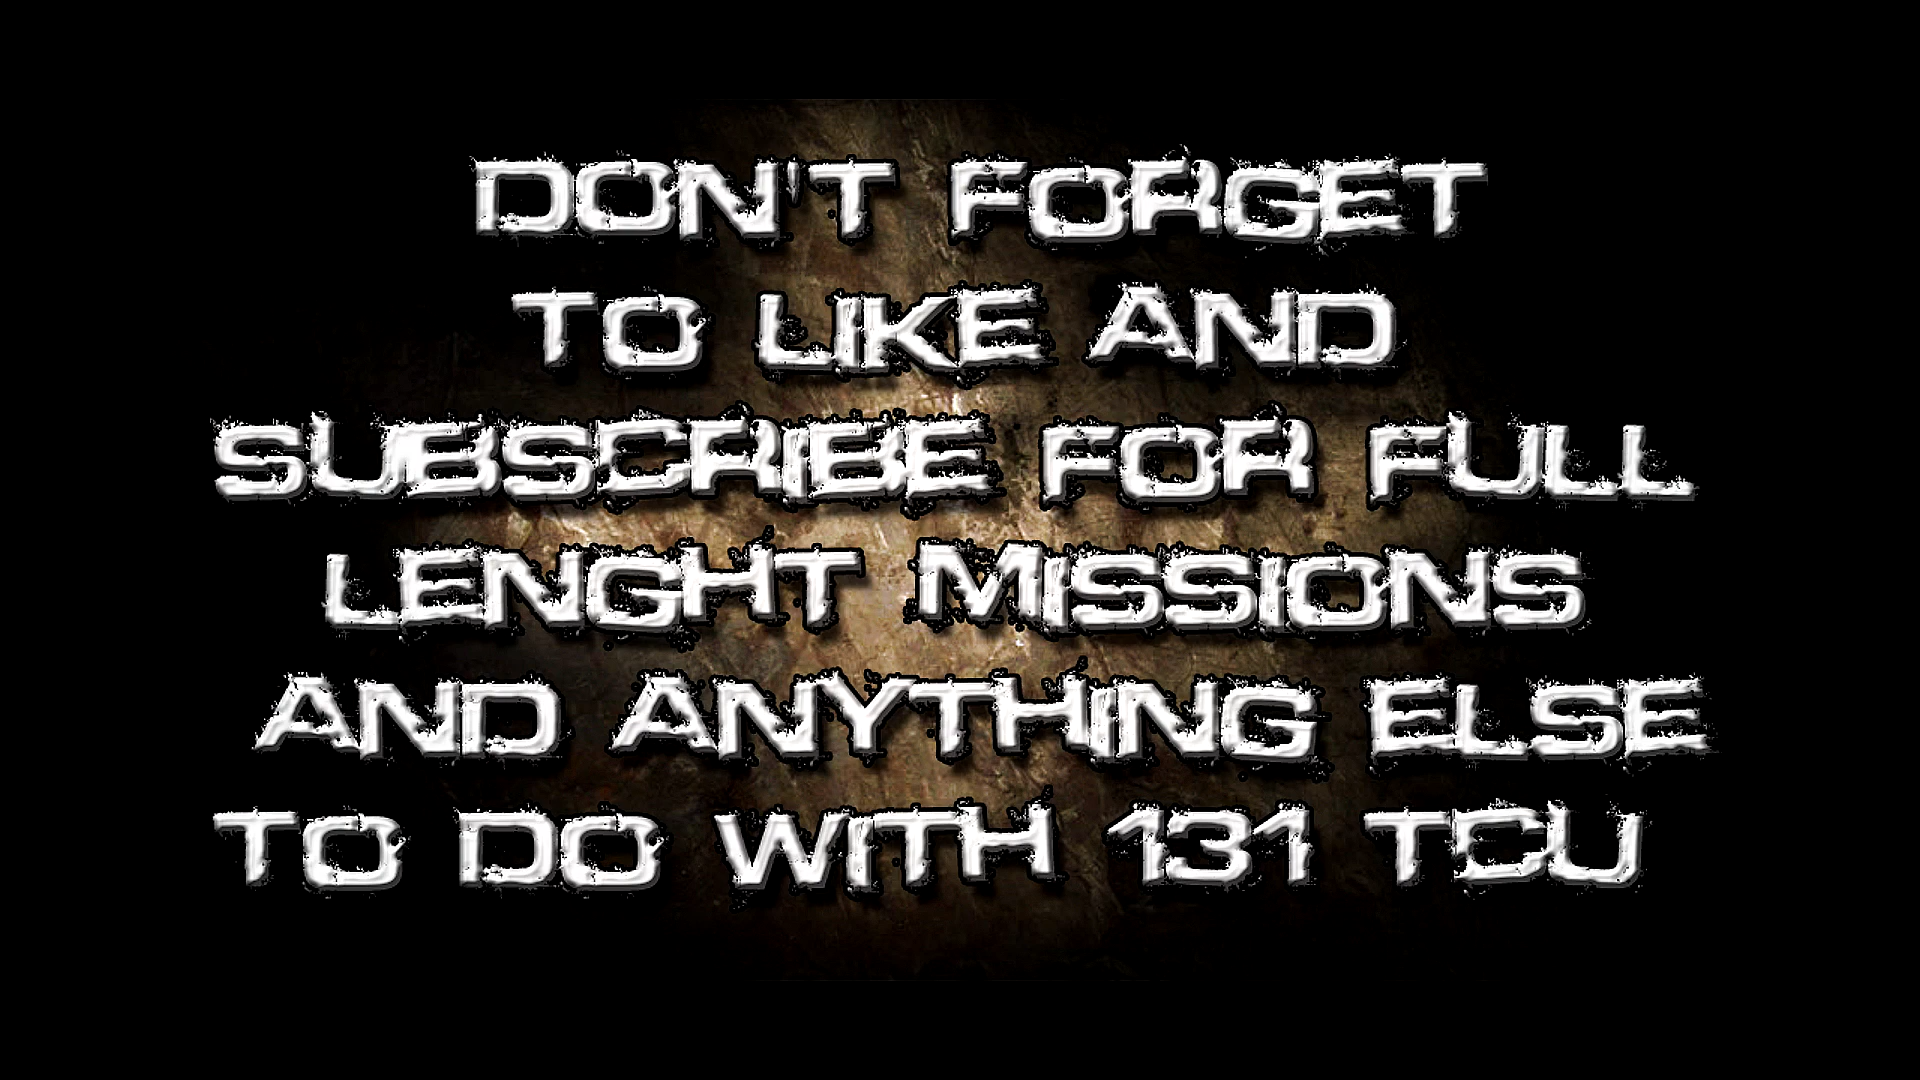 DON'T FORGET
TO LIKE AND
SUBSCRIBE FOR FULL
LENGHT MISSIONS
AND ANYTHING ELSE
TO DO WITH 131 TCU